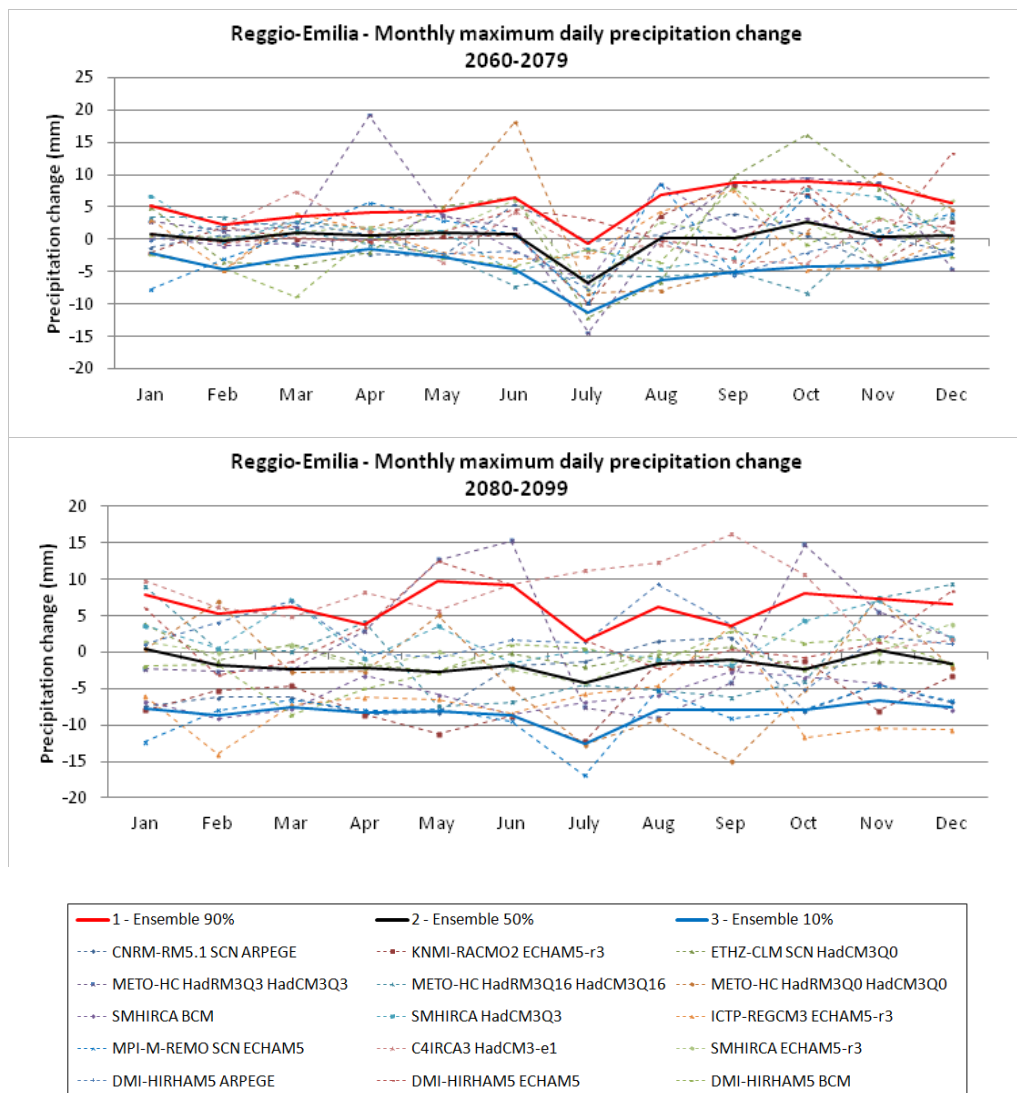 Reggio-Emilia - Monthly maximum daily precipitation change
2060-2079
Precipitation change (mm)
25
20
15
10
5
0
-5
-10
-15
-20
Jan Feb Mar Apr May Jun July Aug Sep Oct Nov Dec
Reggio-Emilia - Monthly maximum daily precipitation change
2080-2099
Precipitation change (mm)
20
15
10
5
0
-5
-10
-15
-20
Jan Feb Mar Apr May Jun July Aug Sep Oct Nov Dec
1 - Ensemble 90% 2 - Ensemble 50% 3 - Ensemble 10%
CNRM-RM5.1 SCN ARPEGE KNMI-RACMO2 ECHAM5-r3 ETHZ-CLM SCN HadCM3Q0
METO-HC HadRM3Q3 HadCM3Q3 METO-HC HadRM3Q16 HadCM3Q16 METO-HC HadRM3Q0 HadCM3Q0
SMHIRCA BCM SMHIRCA HadCM3Q3 ICTP-REGCM3 ECHAM5-r3
MPI-M-REMO SCN ECHAM5 C4IRCA3 HadCM3-e1 SMHIRCA ECHAM5-r3
DMI-HIRHAM5 ARPEGE DMI-HIRHAM5 ECHAM5 DMI-HIRHAM5 BCM